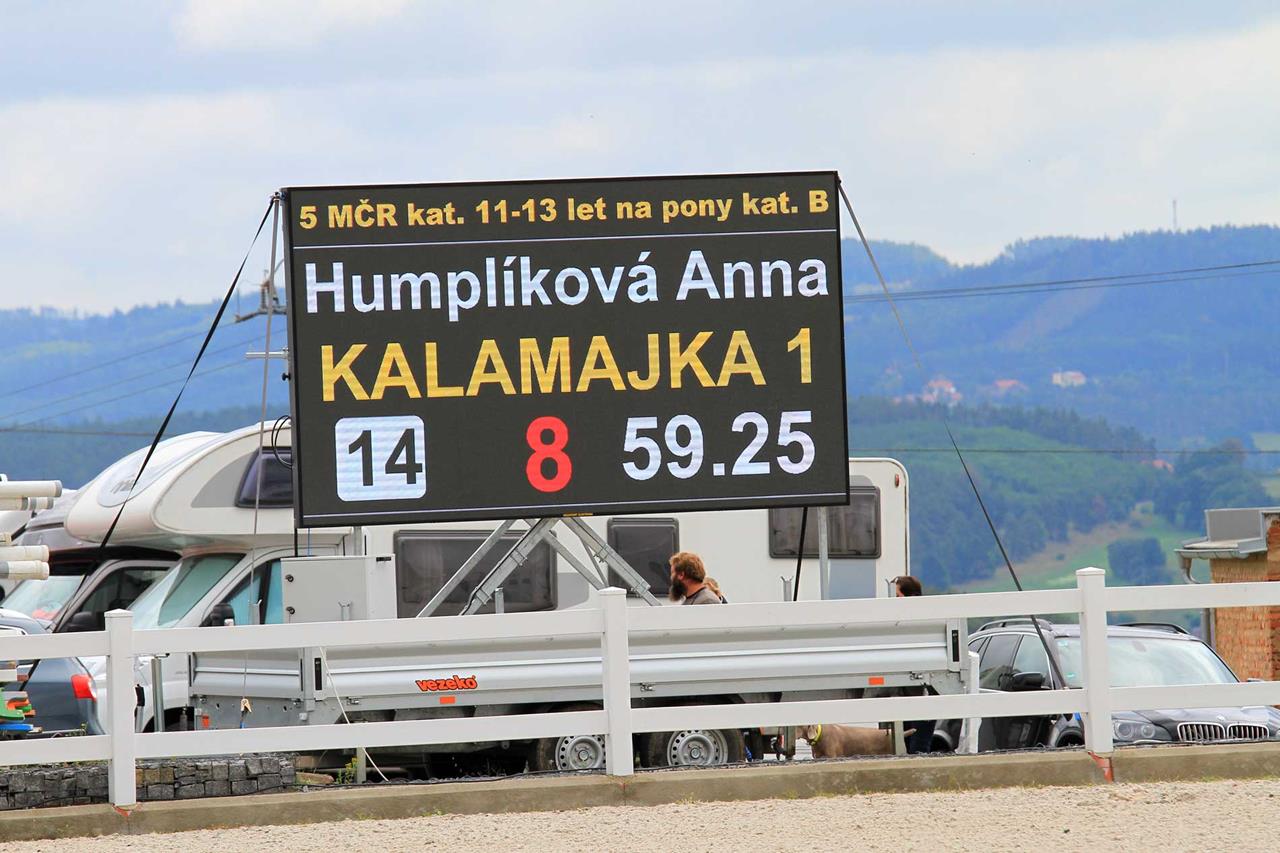 5 MČR kat. 11-13 let na pony kat. B
Humplíková Anna
KALAMAJKA 1
14 8 59.25
vezeko